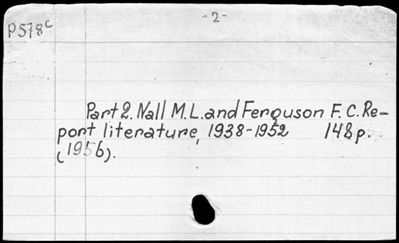 -2-
P578c
Part 2. Nall M.L. and Ferguson F.C. Re-
port literature, 1938-1952 148p.
(1956).